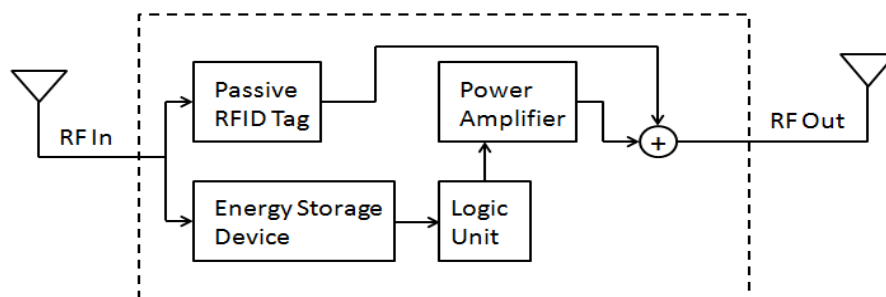 Passive
RFID Tag
Power
Amplifier
RF In
RF Out
+
Energy Storage
Device
Logic
Unit